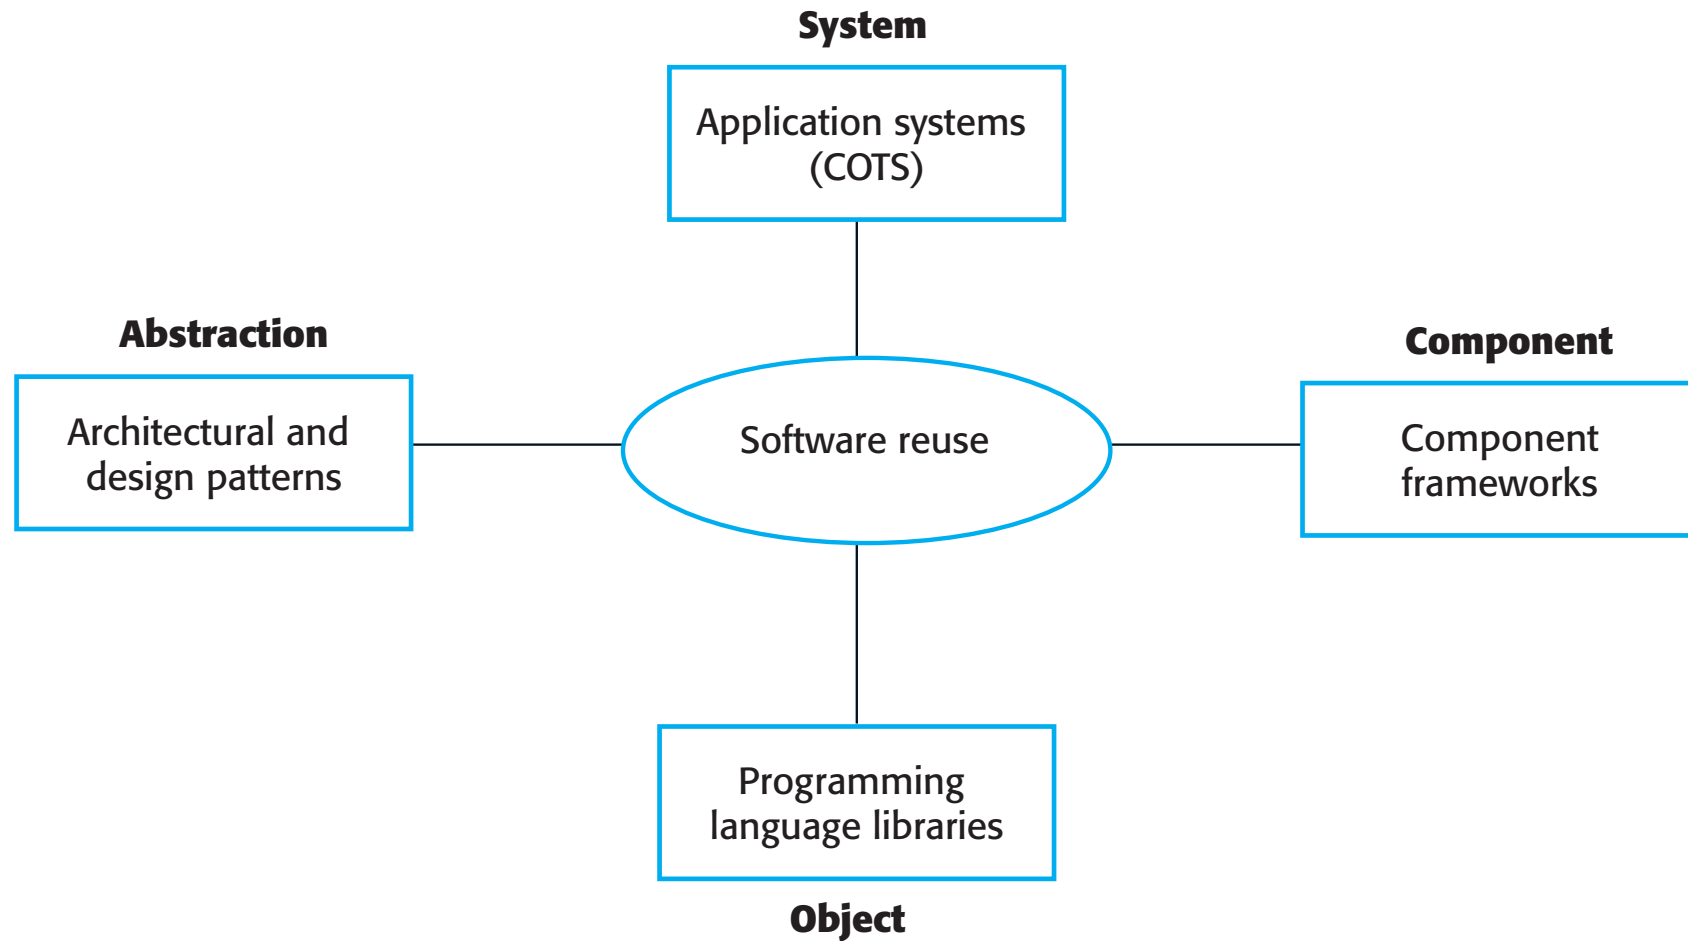 System
Application systems
(COTS)
Abstraction
Architectural and
design patterns
Software reuse
Component
Component
frameworks
Programming
language libraries
Object